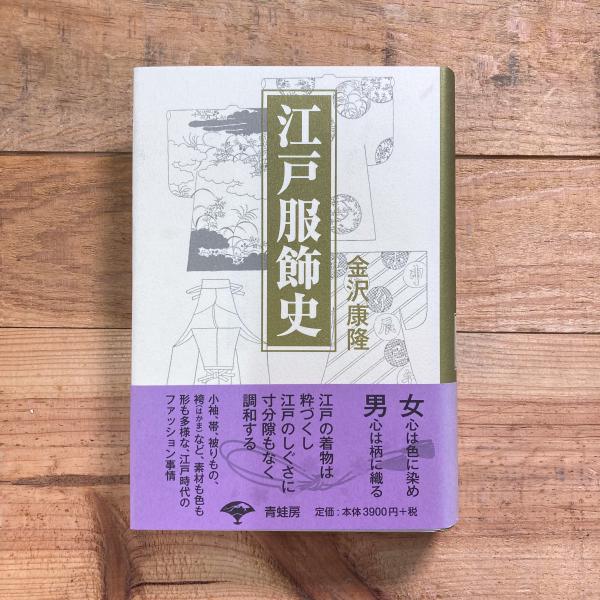 江戸服飾史
金沢康隆
女心は色に染め
男心は柄に織る
江戸の着物は
粋づくし
江戸のしぐさに
寸分隙もなく
調和する
小袖、帯、被りもの、
袴(はかま)など、素材も色も
形も多様な、江戸時代の
ファッション事情
青蛙房
定価:本体3900円+税